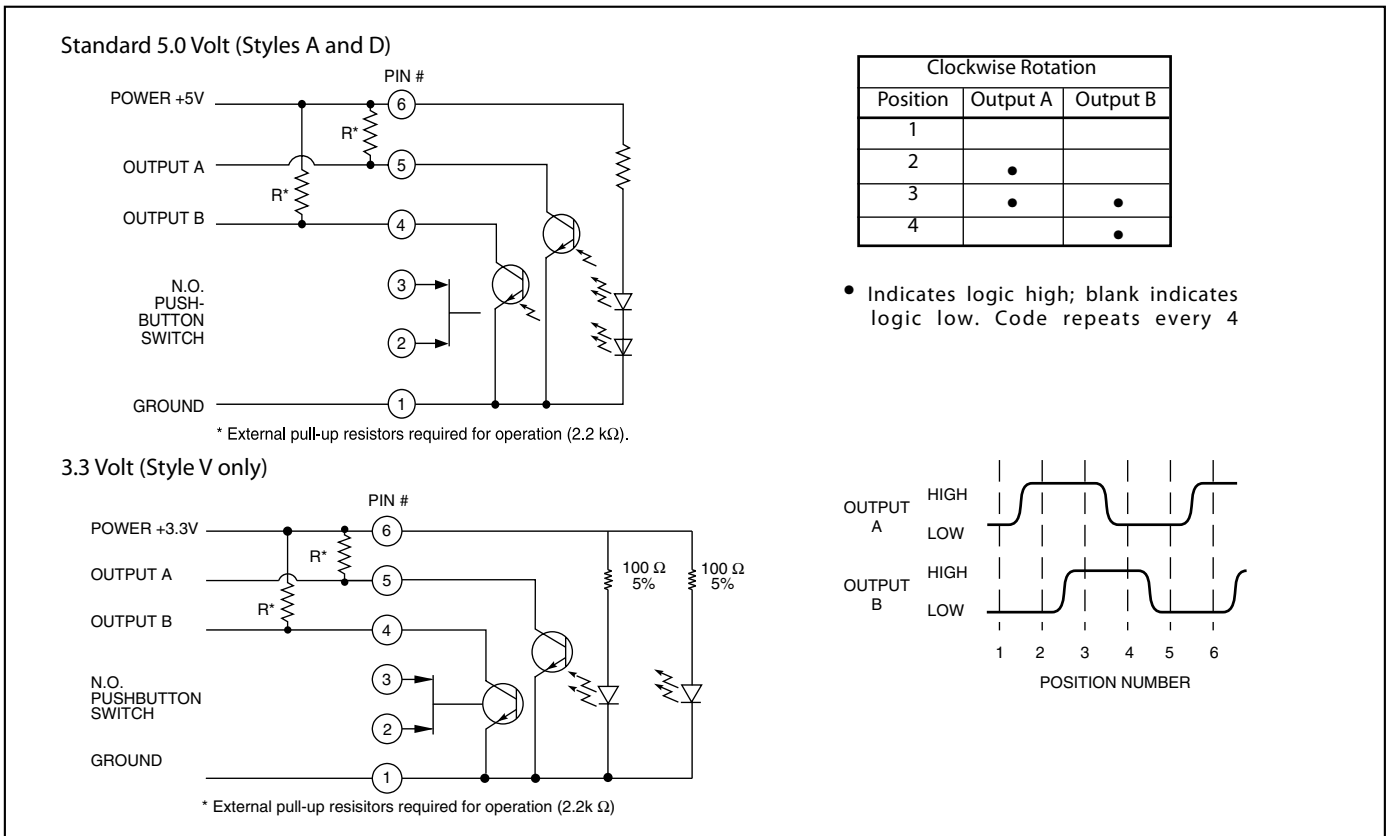 Standard 5.0 Volt (Styles A and D)
PIN #
POWER +5V
6
R*
OUTPUT A
5
R*
OUTPUT B
4
N.O.
PUSH-
BUTTON
SWITCH
3
2
GROUND
1
* External pull-up resistors required for operation (2.2 kΩ).
3.3 Volt (Style V only)
PIN #
POWER +3.3V
6
R*
100 Ω
5%
100 Ω
5%
OUTPUT A
5
R*
OUTPUT B
4
N.O.
PUSHBUTTON
SWITCH
3
2
GROUND
1
* External pull-up resisitors required for operation (2.2k Ω)
Clockwise Rotation
Position Output A Output B
1
2 •
3 • •
4 •
• Indicates logic high; blank indicates
logic low. Code repeats every 4
OUTPUT
A
HIGH
LOW
OUTPUT
B
HIGH
LOW
1 2 3 4 5 6
POSITION NUMBER